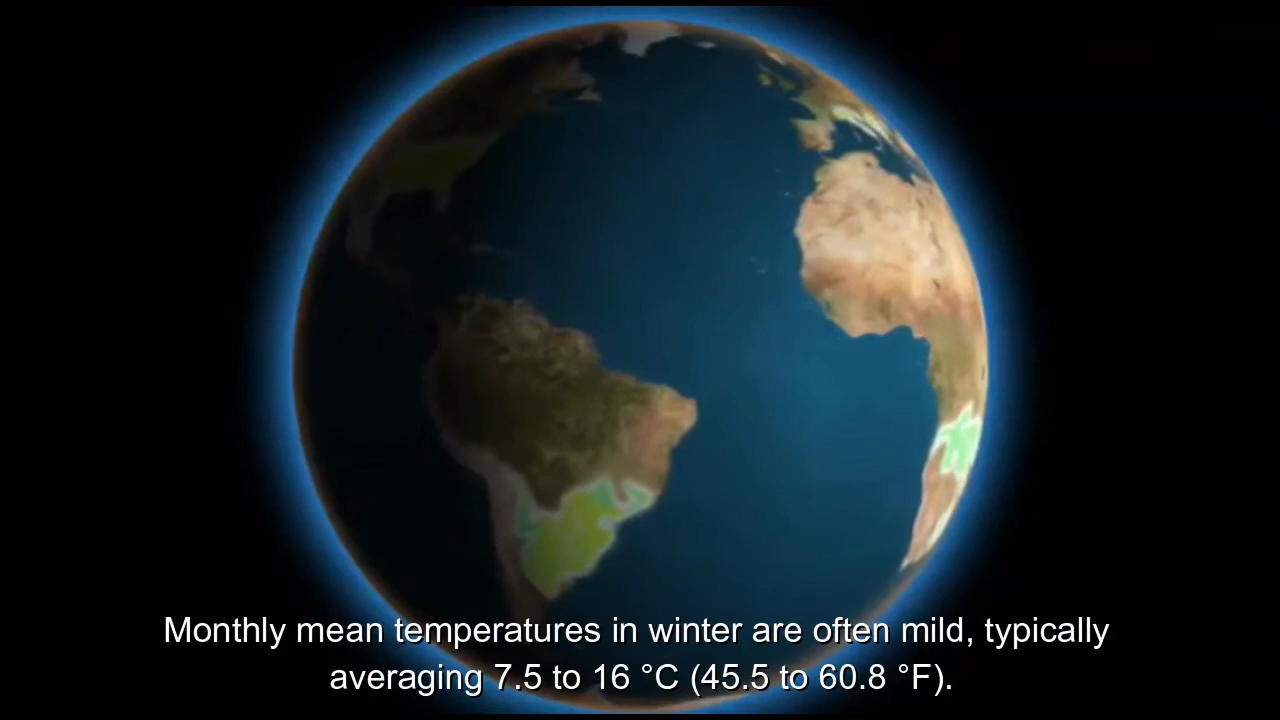 Monthly mean temperatures in winter are often mild, typically
averaging 7.5 to 16 °C (45.5 to 60.8 °F).